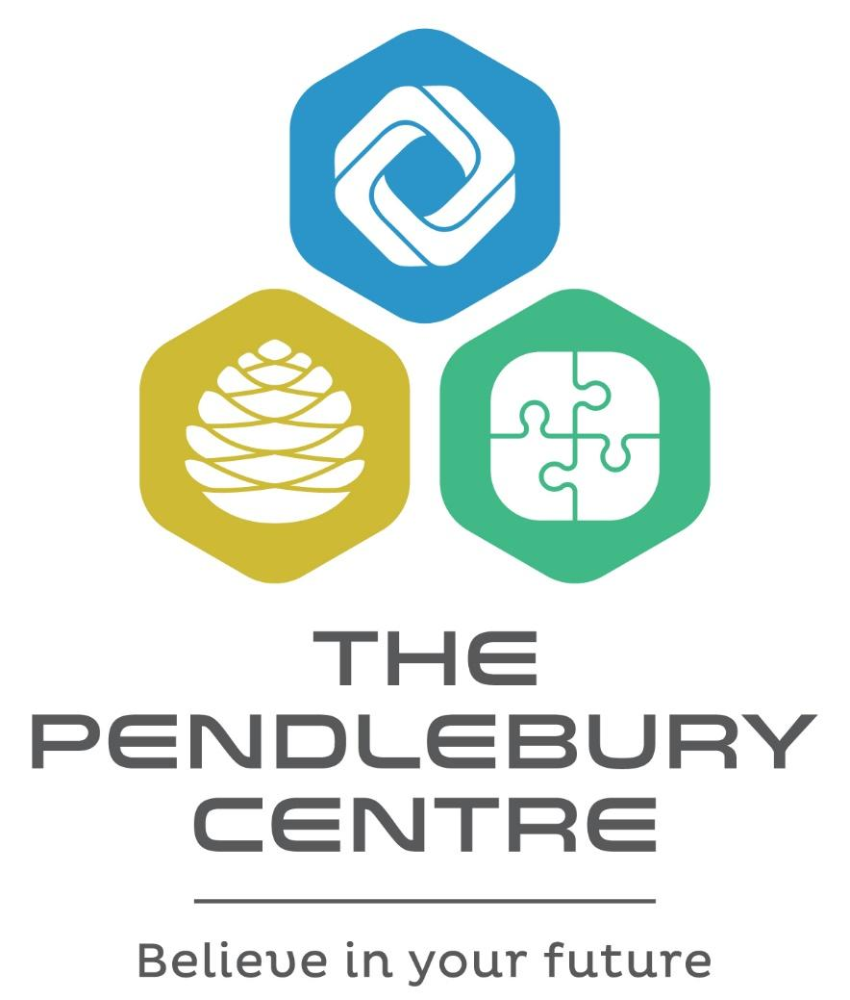 THE
PENDLEBURY
CENTRE
Believe in your future